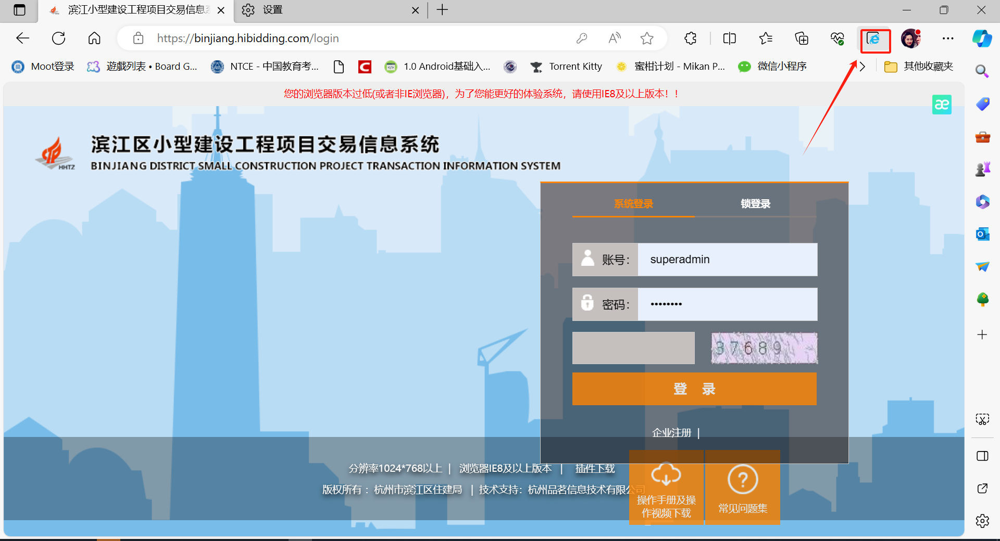 滨江小型建设工程项目交易信息系
设置
https://binjiang.hibidding.com/login
Moot登录
遊戲列表 • Board G...
NTCE - 中国教育考...
1.0 Android基础入...
Torrent Kitty
蜜柑计划 - Mikan P...
微信小程序
其他收藏夹
您的浏览器版本过低(或者非IE浏览器)，为了您能更好的体验系统，请使用IE8及以上版本！！
æ
滨江区小型建设工程项目交易信息系统
BINJIANG DISTRICT SMALL CONSTRUCTION PROJECT TRANSACTION INFORMATION SYSTEM
HHTZ
系统登录
锁登录
账号：
superadmin
密码：
••••••••
37689
登 录
企业注册 |
分辨率1024*768以上 | 浏览器IE8及以上版本 | 插件下载
版权所有：杭州市滨江区住建局 | 技术支持：杭州品茗信息技术有限公司
操作手册及操
作视频下载
常见问题集